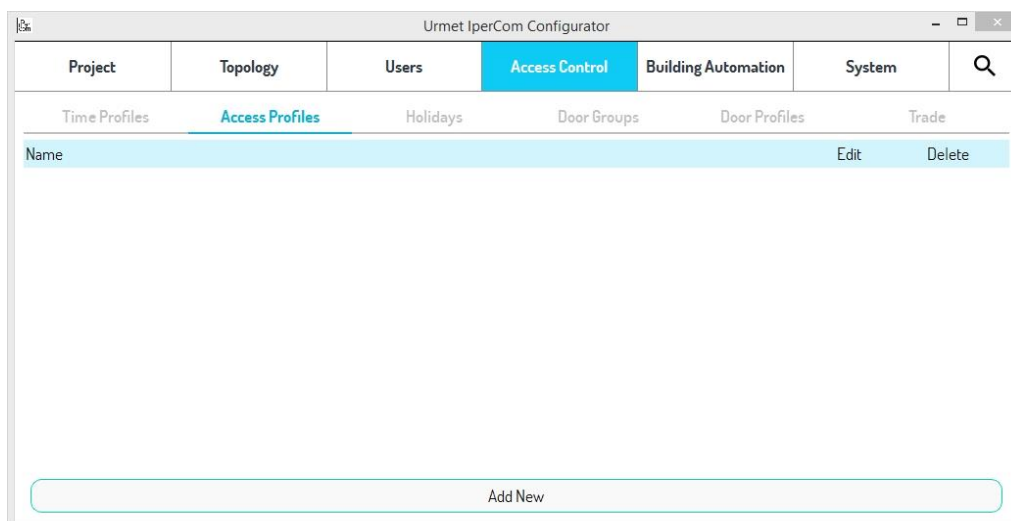 Urmet IperCom Configurator
Project Topology Users Access Control Building Automation System
Time Profiles Access Profiles Holidays Door Groups Door Profiles Trade
Name Edit Delete
Add New